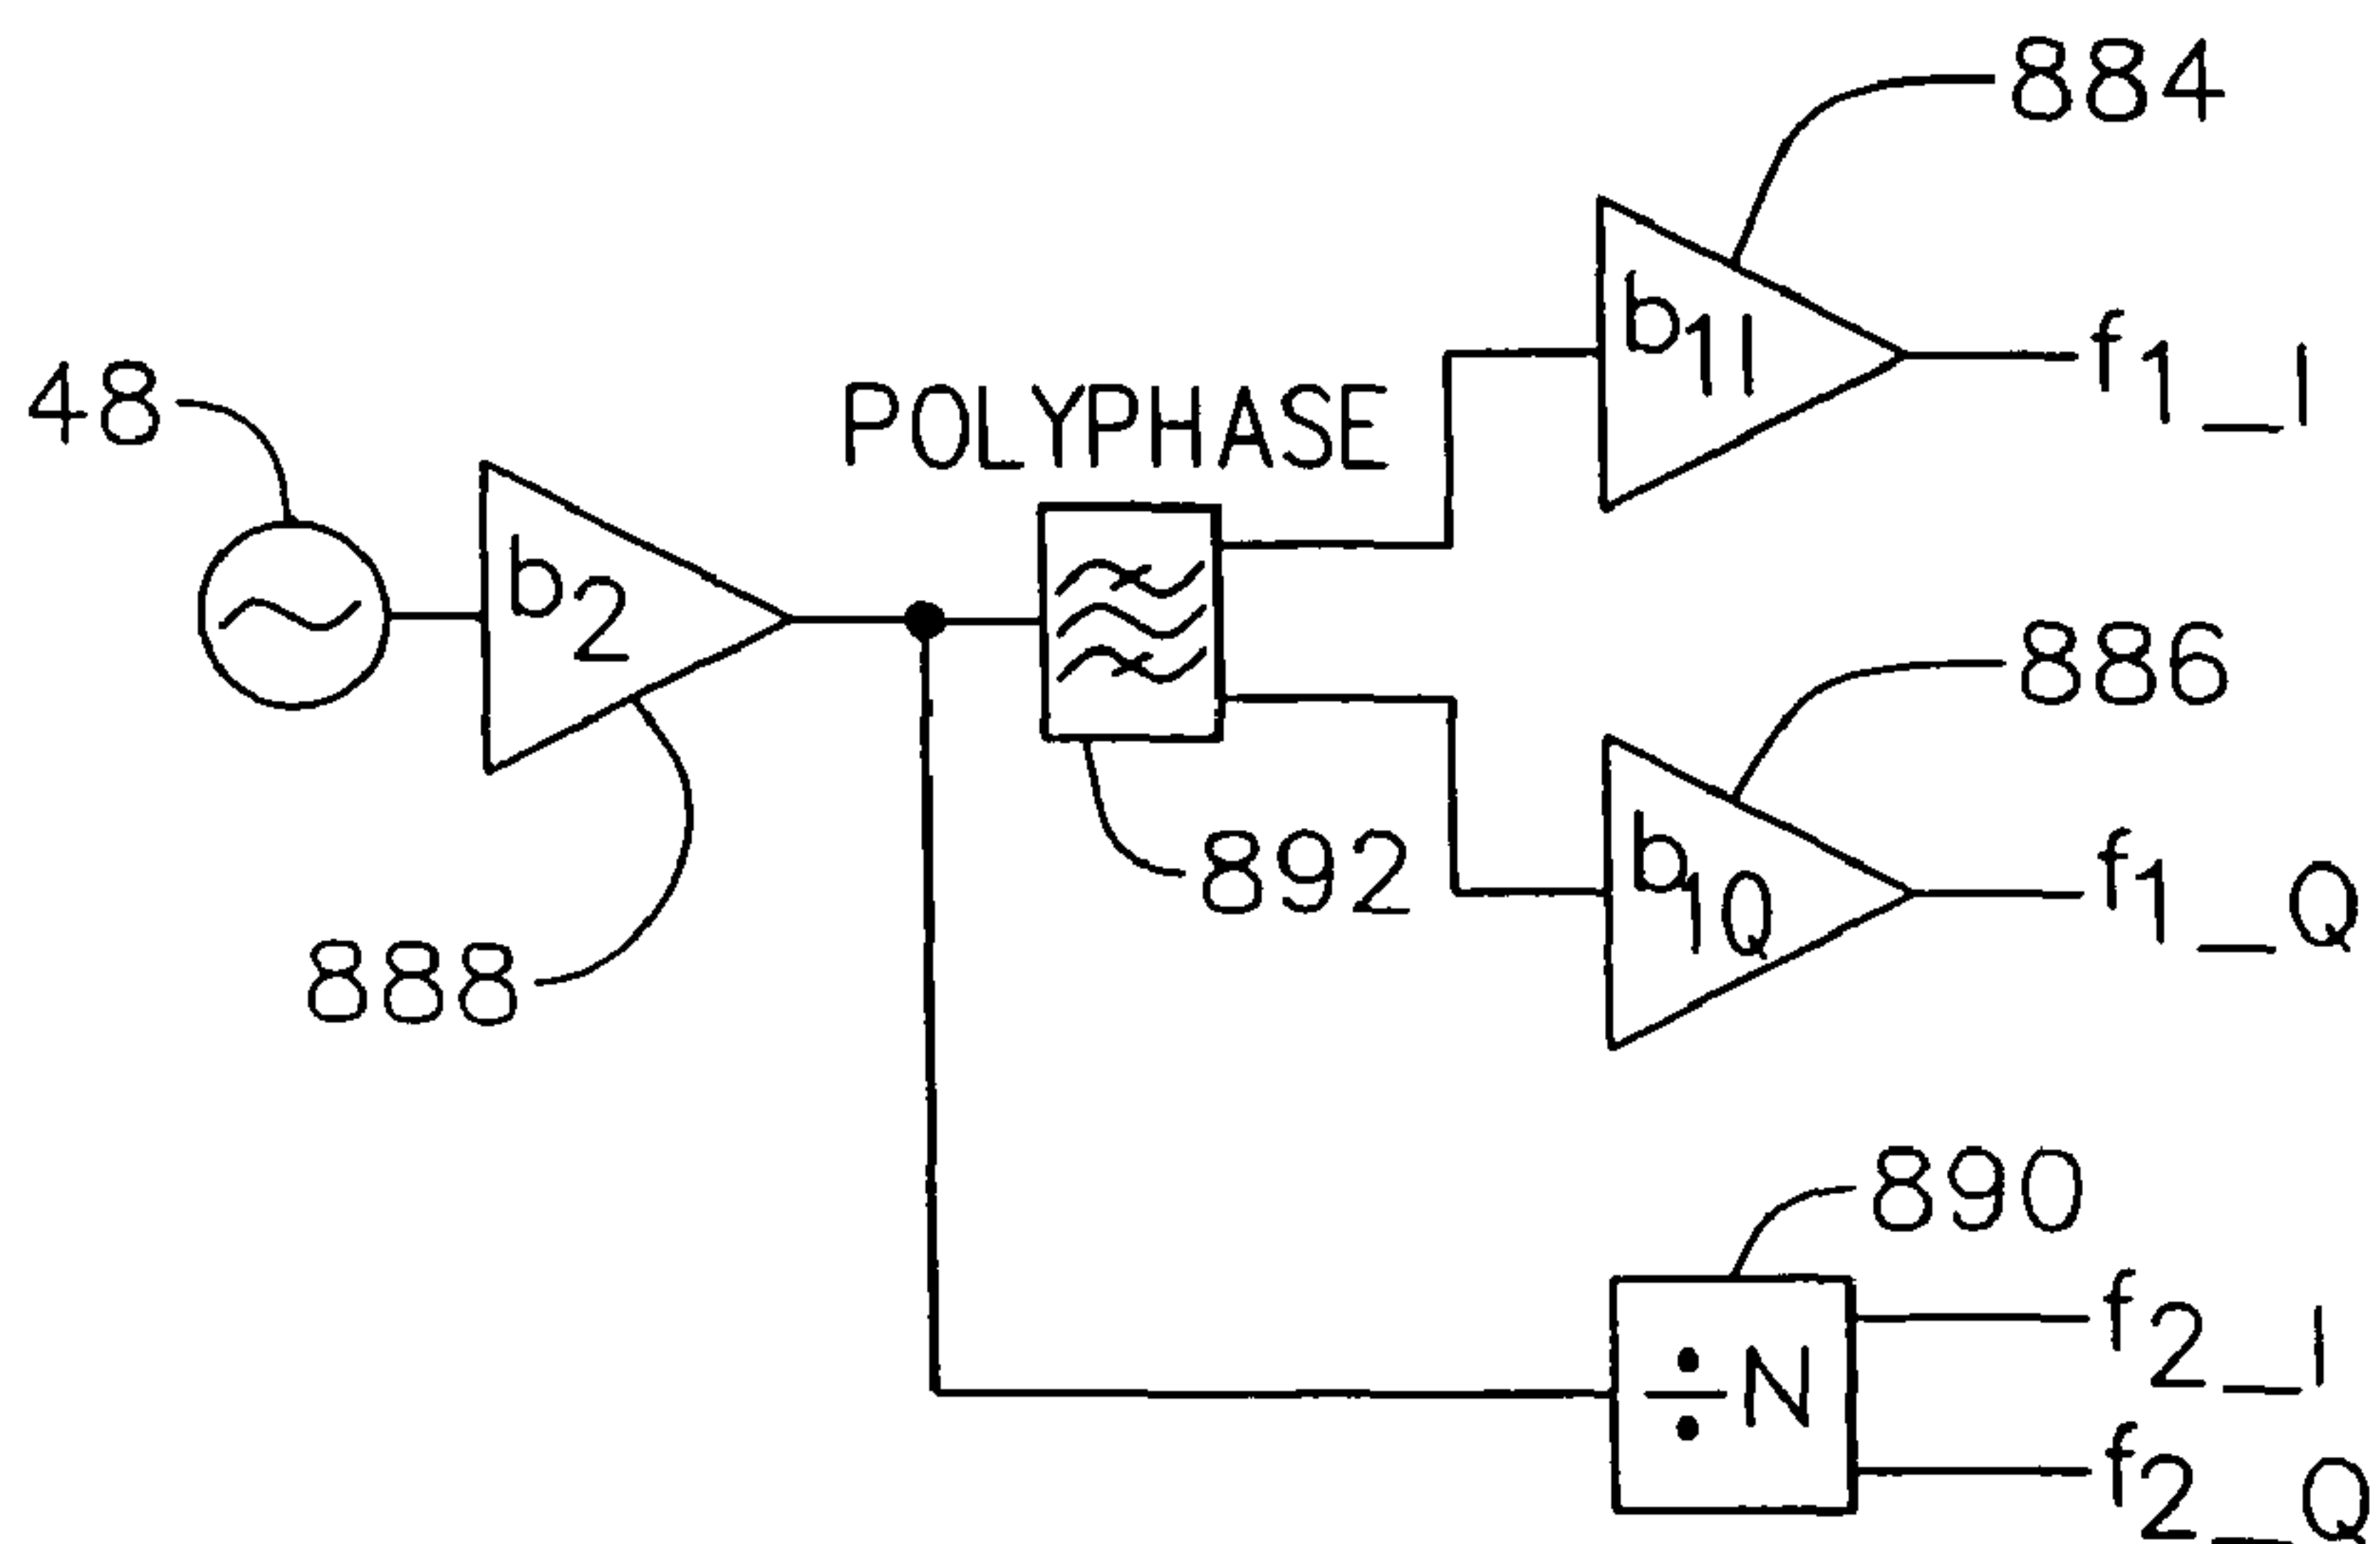 884
b1I
f1_I
48
POLYPHASE
b2
886
892
b1Q
f1_Q
888
890
÷N
f2_I
f2_Q